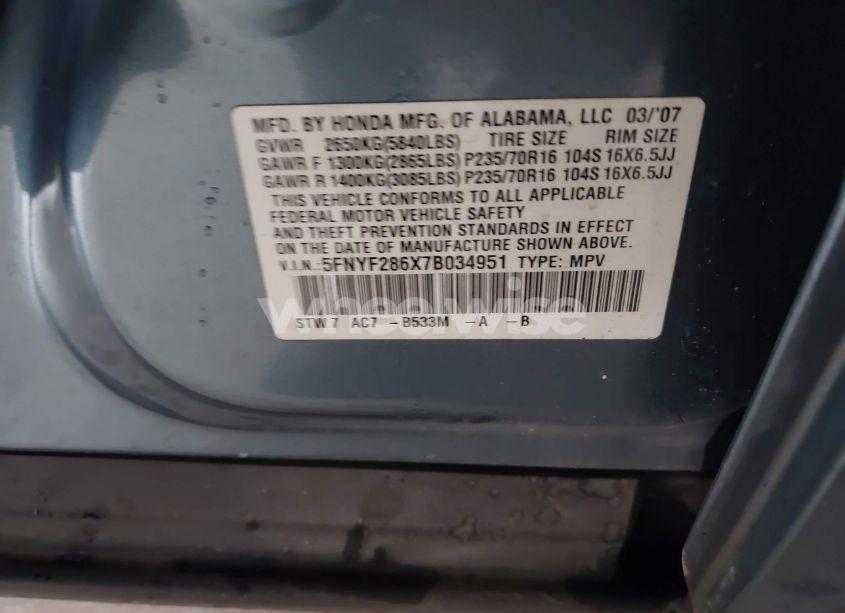 MFD. BY HONDA MFG. OF ALABAMA, LLC 03/'07
GVWR 2650KG(5840LBS) TIRE SIZE RIM SIZE
GAWR F 1300KG(2865LBS) P235/70R16 104S 16X6.5JJ
GAWR R 1400KG(3085LBS) P235/70R16 104S 16X6.5JJ
THIS VEHICLE CONFORMS TO ALL APPLICABLE
FEDERAL MOTOR VEHICLE SAFETY
AND THEFT PREVENTION STANDARDS IN EFFECT
ON THE DATE OF MANUFACTURE SHOWN ABOVE.
V.I.N.:5FNYF286X7B034951 TYPE: MPV
wheelwise
STW7 AC7 -B533M -A -B